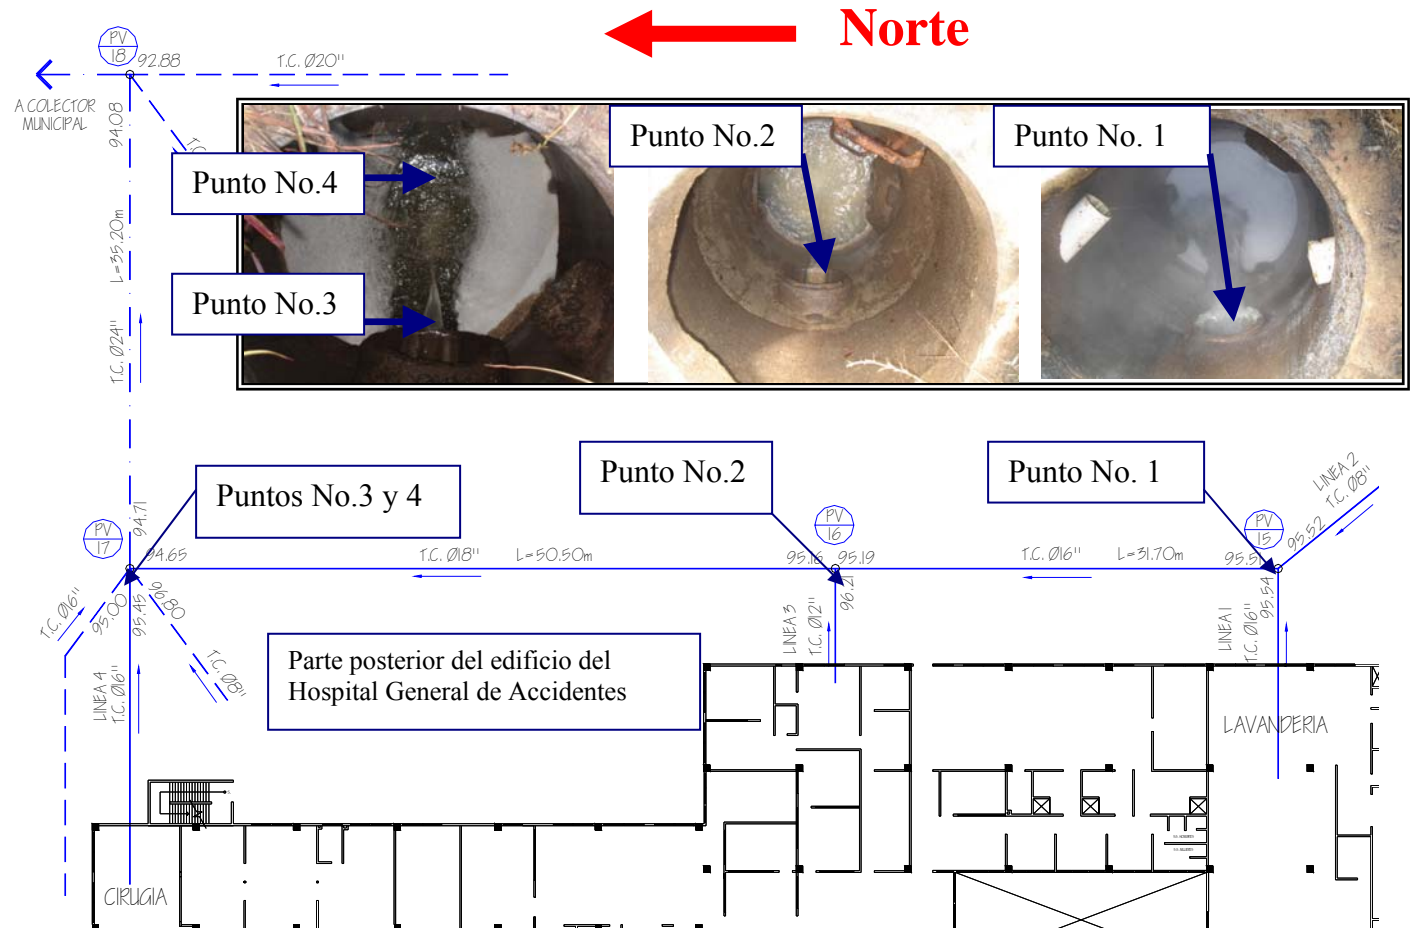 Norte
PV
18
92.88
T.C. Ø20"
A COLECTOR
MUNICIPAL
94.08
T.C.
L=35.20m
T.C. Ø24"
94.71
Punto No.4
Punto No.3
Punto No.2
Punto No. 1
Puntos No.3 y 4
Punto No.2
Punto No. 1
LINEA 2
T.C. Ø8"
95.52
PV
17
94.65
T.C. Ø18"
L=50.50m
95.16
PV
16
95.19
T.C. Ø16"
L=31.70m
95.51
PV
15
T.C. Ø16"
95.00
95.45
96.80
T.C. Ø8"
LINEA 4
T.C. Ø16"
96.21
LINEA 3
T.C. Ø12"
95.54
LINEA 1
T.C. Ø16"
Parte posterior del edificio del
Hospital General de Accidentes
LAVANDERIA
CIRUGIA